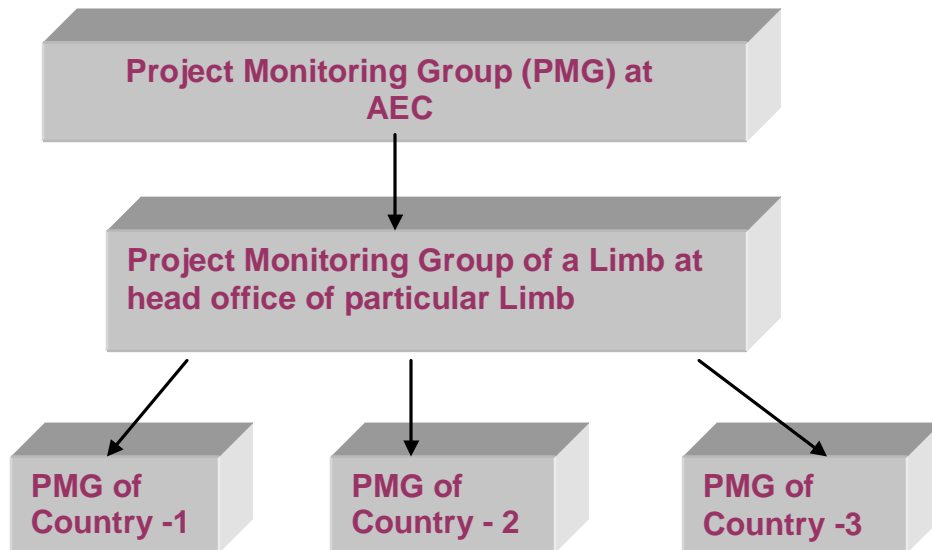 Project Monitoring Group (PMG) at
AEC
Project Monitoring Group of a Limb at
head office of particular Limb
PMG of
Country -1
PMG of
Country - 2
PMG of
Country -3